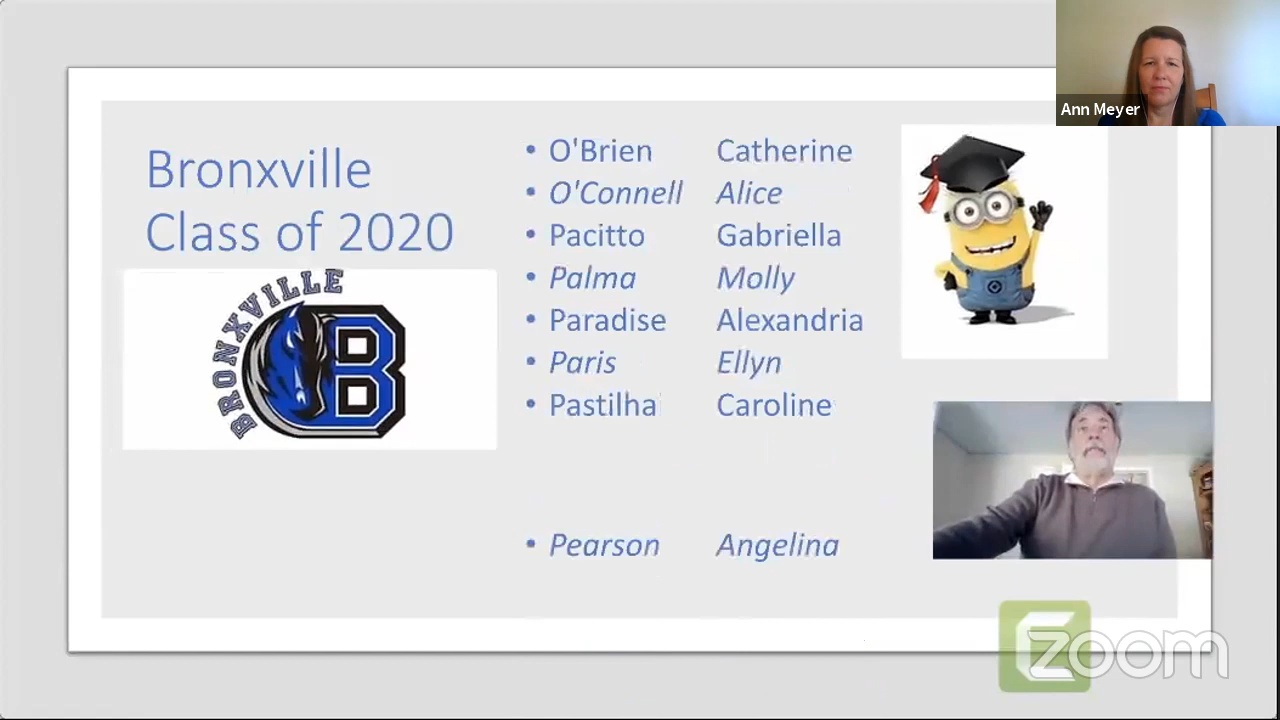 Ann Meyer
Bronxville
Class of 2020
BRONXVILLE
B
• O'Brien Catherine
• O'Connell Alice
• Pacitto Gabriella
• Palma Molly
• Paradise Alexandria
• Paris Ellyn
• Pastilha Caroline
• Pearson Angelina
zoom